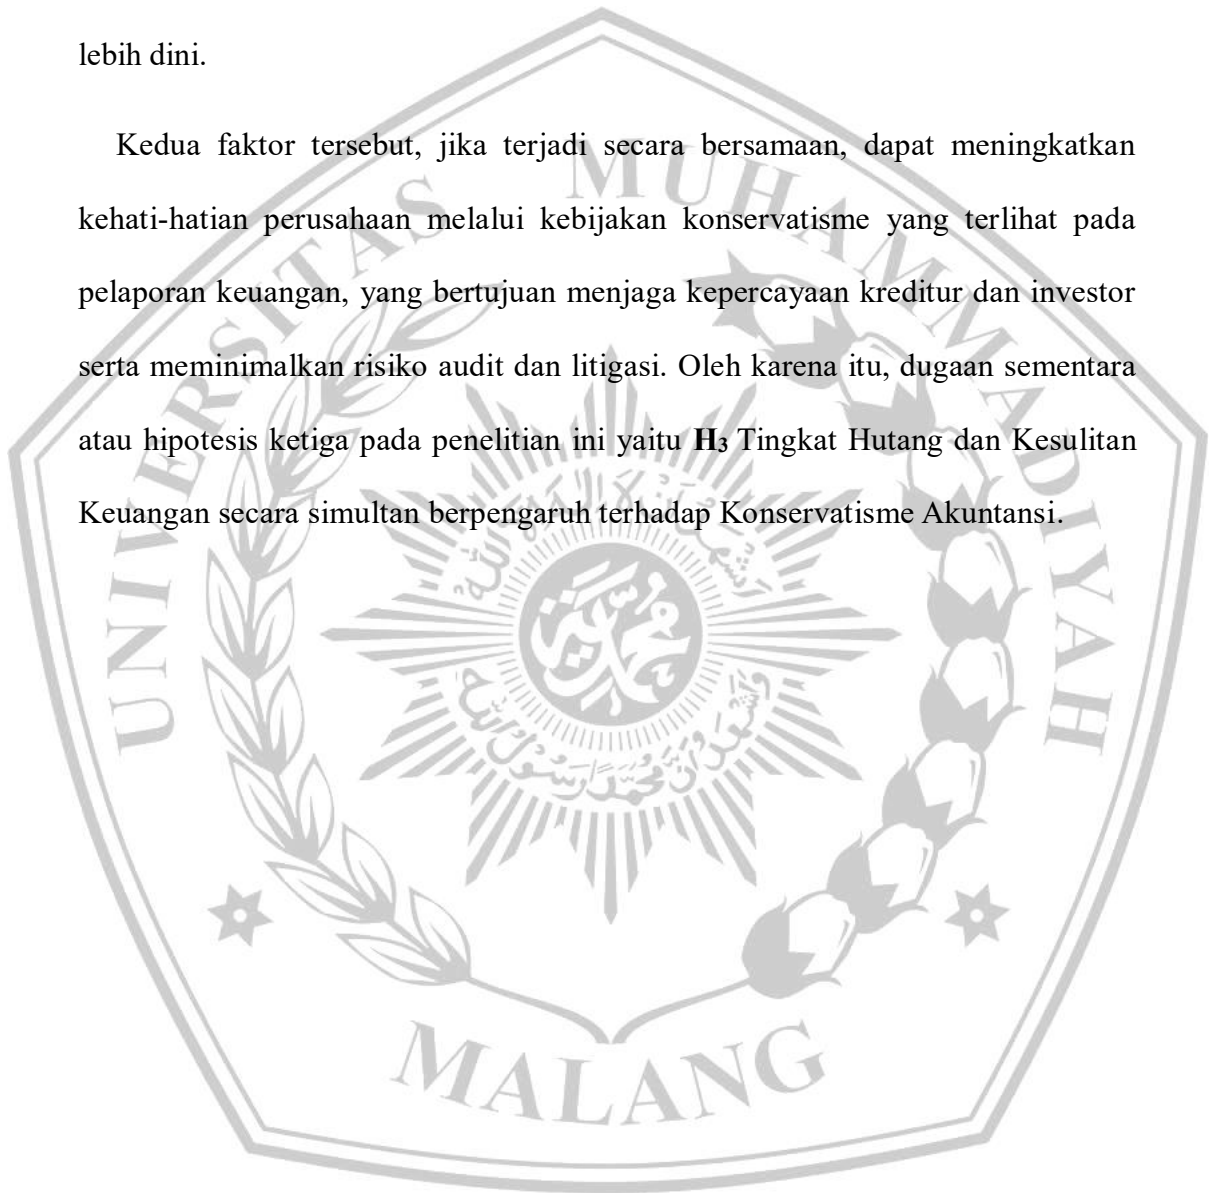 lebih dini.
Kedua faktor tersebut, jika terjadi secara bersamaan, dapat meningkatkan
kehati-hatian perusahaan melalui kebijakan konservatisme yang terlihat pada
pelaporan keuangan, yang bertujuan menjaga kepercayaan kreditur dan investor
serta meminimalkan risiko audit dan litigasi. Oleh karena itu, dugaan sementara
atau hipotesis ketiga pada penelitian ini yaitu H₃ Tingkat Hutang dan Kesulitan
Keuangan secara simultan berpengaruh terhadap Konservatisme Akuntansi.
UNIVERSITAS MUHAMMADIYAH
MALANG